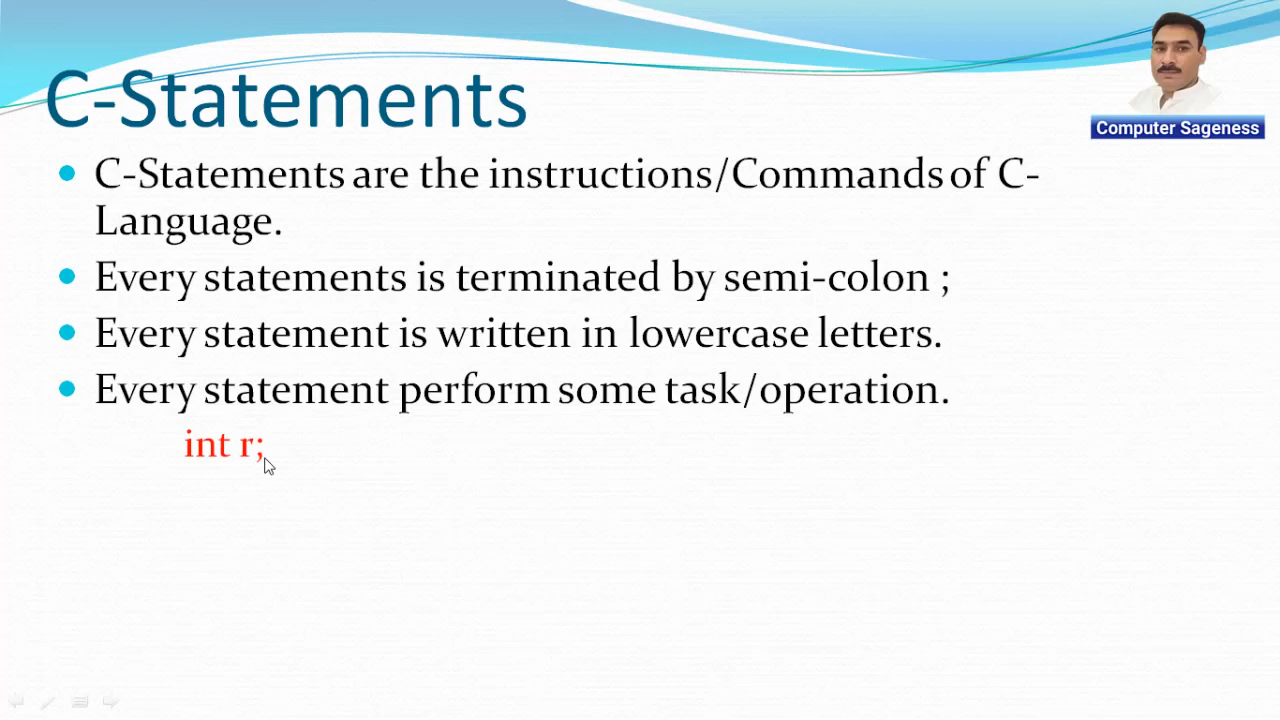 C-Statements
Computer Sageness
C-Statements are the instructions/Commands of C-
Language.
Every statements is terminated by semi-colon ;
Every statement is written in lowercase letters.
Every statement perform some task/operation.
int r;